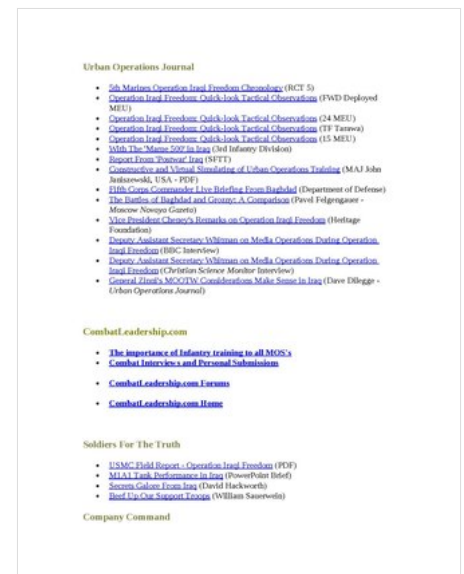 Urban Operations Journal
5th Marines Operation Iraqi Freedom Chronology (RCT 5)
Operation Iraqi Freedom: Quick-look Tactical Observations (FWD Deployed
MEU)
Operation Iraqi Freedom: Quick-look Tactical Observations (24 MEU)
Operation Iraqi Freedom: Quick-look Tactical Observations (TF Tarawa)
Operation Iraqi Freedom: Quick-look Tactical Observations (15 MEU)
With The 'Marne 500' In Iraq (3rd Infantry Division)
Report From 'Postwar' Iraq (SFTT)
Constructive and Virtual Simulating of Urban Operations Training (MAJ John
Janiszewski, USA - PDF)
Fifth Corps Commander Live Briefing From Baghdad (Department of Defense)
The Battles of Baghdad and Grozny: A Comparison (Pavel Felgengauer -
Moscow Novaya Gazeta)
Vice President Cheney's Remarks on Operation Iraqi Freedom (Heritage
Foundation)
Deputy Assistant Secretary Whitman on Media Operations During Operation
Iraqi Freedom (BBC Interview)
Deputy Assistant Secretary Whitman on Media Operations During Operation
Iraqi Freedom (Christian Science Monitor Interview)
General Zinni's MOOTW Considerations Make Sense in Iraq (Dave Dilegge -
Urban Operations Journal)
CombatLeadership.com
The importance of Infantry training to all MOS's
Combat Interviews and Personal Submissions
CombatLeadership.com Forums
CombatLeadership.com Home
Soldiers For The Truth
USMC Field Report - Operation Iraqi Freedom (PDF)
M1A1 Tank Performance in Iraq (PowerPoint Brief)
Secrets Galore From Iraq (David Hackworth)
Beef Up Our Support Troops (William Sauerwein)
Company Command